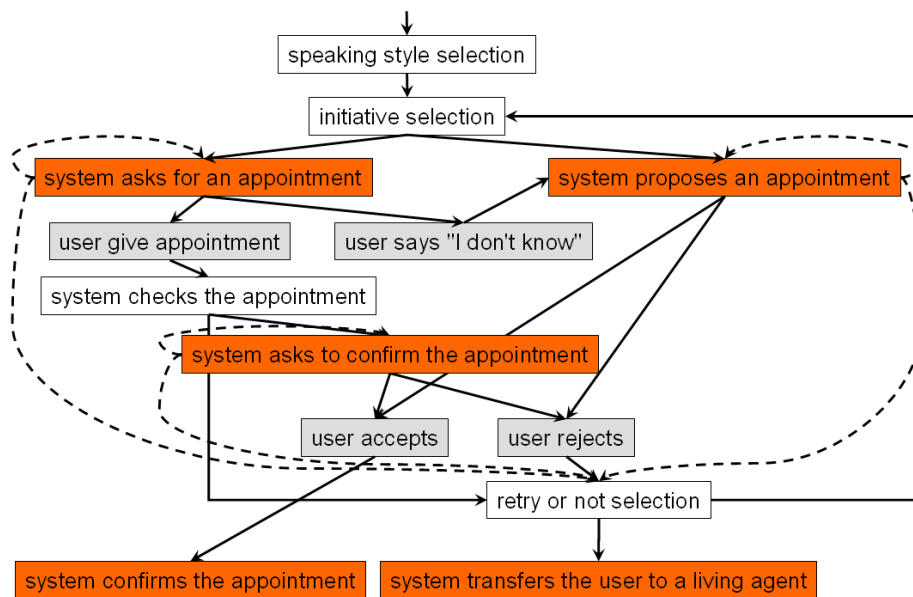 speaking style selection
initiative selection
system asks for an appointment
system proposes an appointment
user give appointment
user says "I don't know"
system checks the appointment
system asks to confirm the appointment
user accepts
user rejects
retry or not selection
system confirms the appointment
system transfers the user to a living agent